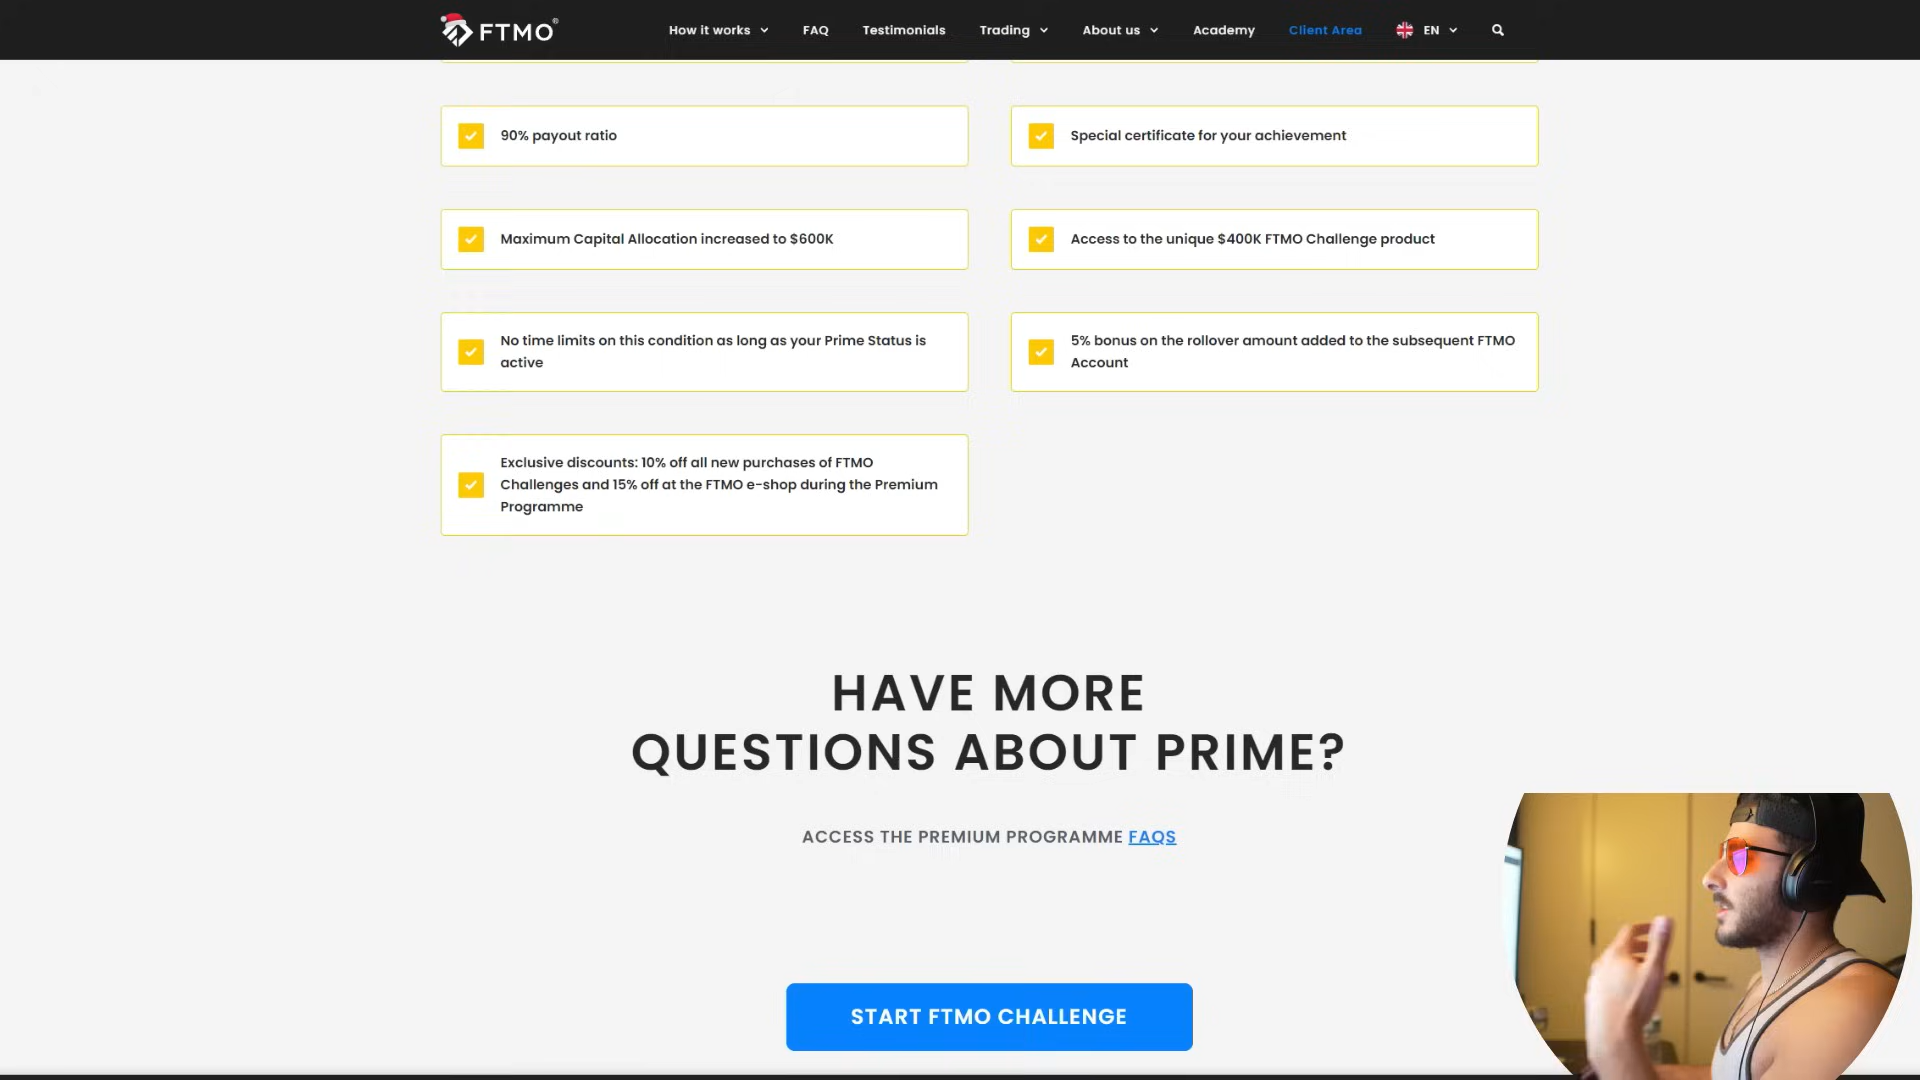 FTMO®
How it works
FAQ
Testimonials
Trading
About us
Academy
Client Area
EN
90% payout ratio
Special certificate for your achievement
Maximum Capital Allocation increased to $600K
Access to the unique $400K FTMO Challenge product
No time limits on this condition as long as your Prime Status is
active
5% bonus on the rollover amount added to the subsequent FTMO
Account
Exclusive discounts: 10% off all new purchases of FTMO
Challenges and 15% off at the FTMO e-shop during the Premium
Programme
HAVE MORE
QUESTIONS ABOUT PRIME?
ACCESS THE PREMIUM PROGRAMME FAQS
START FTMO CHALLENGE